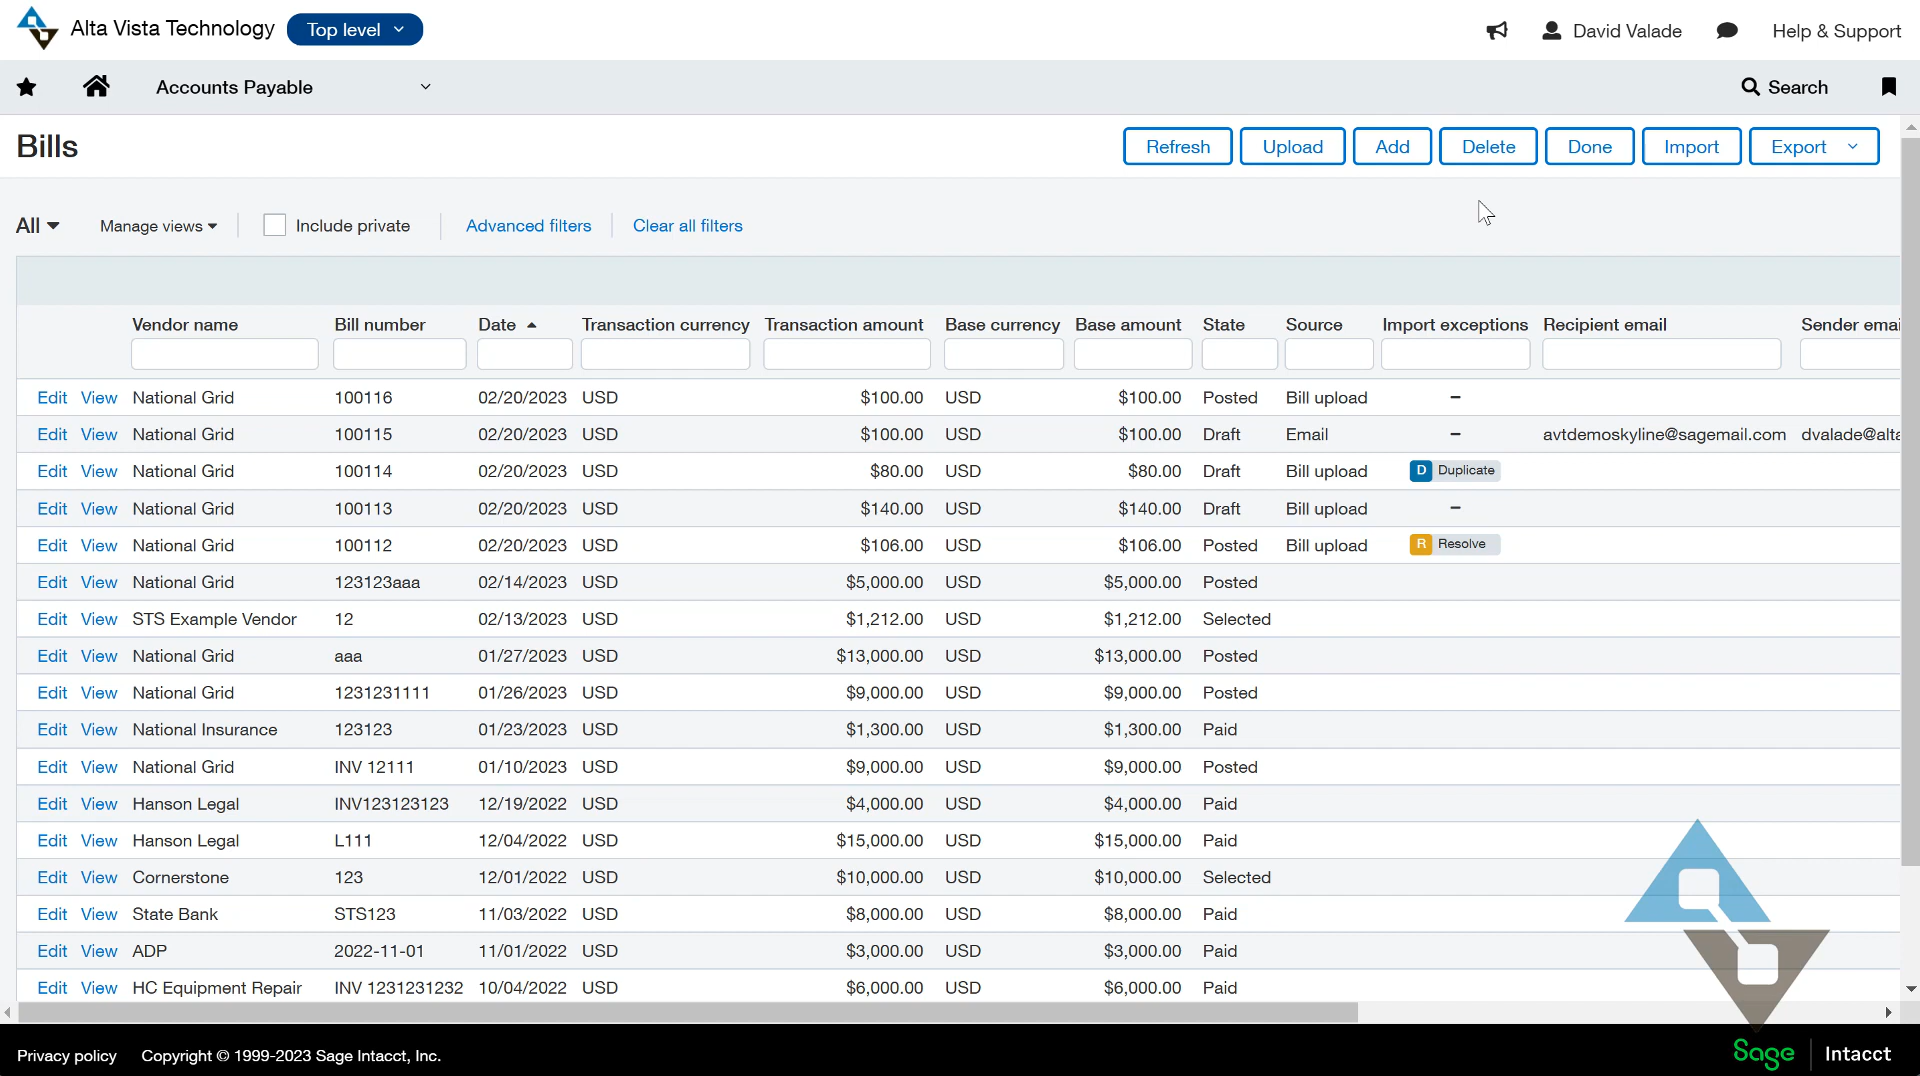 Alta Vista Technology Top level David Valade Help & Support
Accounts Payable Search
Bills Refresh Upload Add Delete Done Import Export
All Manage views Include private Advanced filters Clear all filters
Vendor name Bill number Date Transaction currency Transaction amount Base currency Base amount State Source Import exceptions Recipient email Sender emai
Edit View National Grid 100116 02/20/2023 USD $100.00 USD $100.00 Posted Bill upload –
Edit View National Grid 100115 02/20/2023 USD $100.00 USD $100.00 Draft Email – avtdemoskyline@sagemail.com dvalade@alta
Edit View National Grid 100114 02/20/2023 USD $80.00 USD $80.00 Draft Bill upload D Duplicate
Edit View National Grid 100113 02/20/2023 USD $140.00 USD $140.00 Draft Bill upload –
Edit View National Grid 100112 02/20/2023 USD $106.00 USD $106.00 Posted Bill upload R Resolve
Edit View National Grid 123123aaa 02/14/2023 USD $5,000.00 USD $5,000.00 Posted
Edit View STS Example Vendor 12 02/13/2023 USD $1,212.00 USD $1,212.00 Selected
Edit View National Grid aaa 01/27/2023 USD $13,000.00 USD $13,000.00 Posted
Edit View National Grid 1231231111 01/26/2023 USD $9,000.00 USD $9,000.00 Posted
Edit View National Insurance 123123 01/23/2023 USD $1,300.00 USD $1,300.00 Paid
Edit View National Grid INV 12111 01/10/2023 USD $9,000.00 USD $9,000.00 Posted
Edit View Hanson Legal INV123123123 12/19/2022 USD $4,000.00 USD $4,000.00 Paid
Edit View Hanson Legal L111 12/04/2022 USD $15,000.00 USD $15,000.00 Paid
Edit View Cornerstone 123 12/01/2022 USD $10,000.00 USD $10,000.00 Selected
Edit View State Bank STS123 11/03/2022 USD $8,000.00 USD $8,000.00 Paid
Edit View ADP 2022-11-01 11/01/2022 USD $3,000.00 USD $3,000.00 Paid
Edit View HC Equipment Repair INV 1231231232 10/04/2022 USD $6,000.00 USD $6,000.00 Paid
Privacy policy Copyright © 1999-2023 Sage Intacct, Inc. Sage Intacct